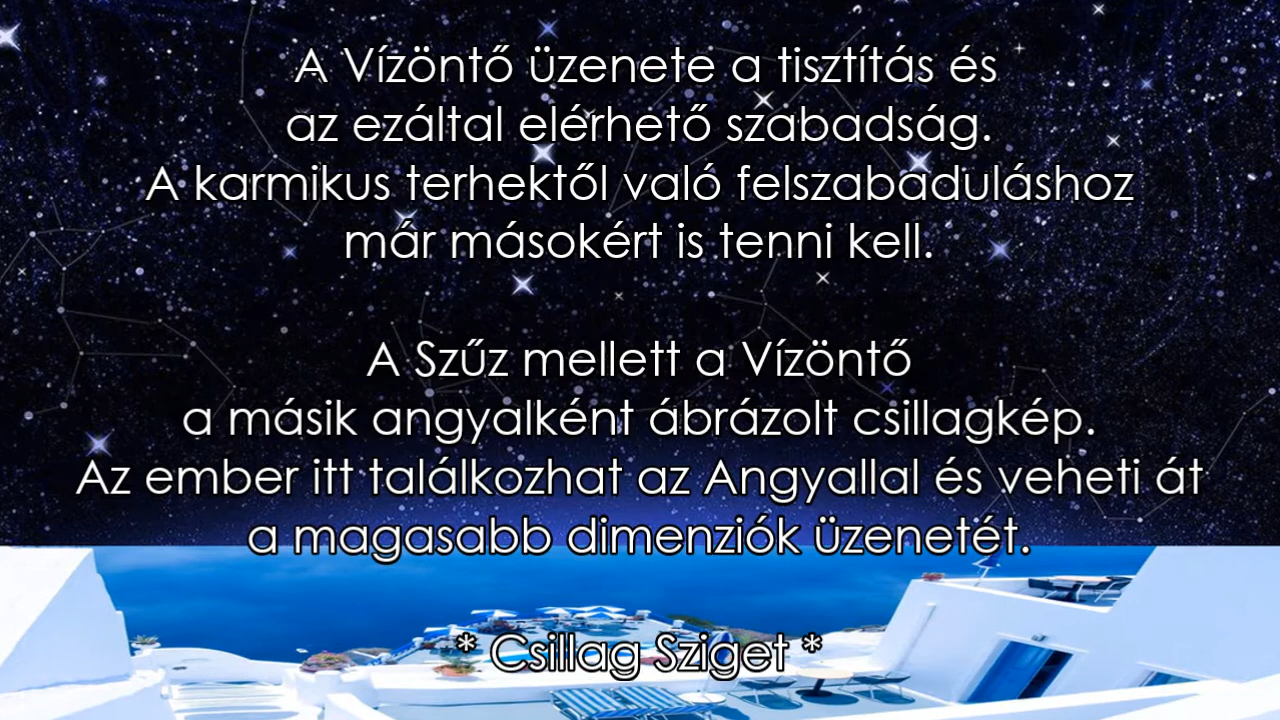 A Vízöntő üzenete a tisztítás és
az ezáltal elérhető szabadság.
A karmikus terhektől való felszabaduláshoz
már másokért is tenni kell.
A Szűz mellett a Vízöntő
a másik angyalként ábrázolt csillagkép.
Az ember itt találkozhat az Angyallal és veheti át
a magasabb dimenziók üzenetét.
* Csillag Sziget *